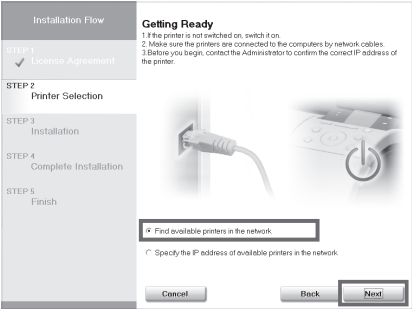 Installation Flow
STEP 1
License Agreement
STEP 2
Printer Selection
STEP 3
Installation
STEP 4
Complete Installation
STEP 5
Finish
Getting Ready
1.If the printer is not switched on, switch it on.
2. Make sure the printers are connected to the computers by network cables.
3.Before you begin, contact the Administrator to confirm the correct IP address of
the printer.
Find available printers in the network
Specify the IP address of available printers in the network
Cancel
Back
Next